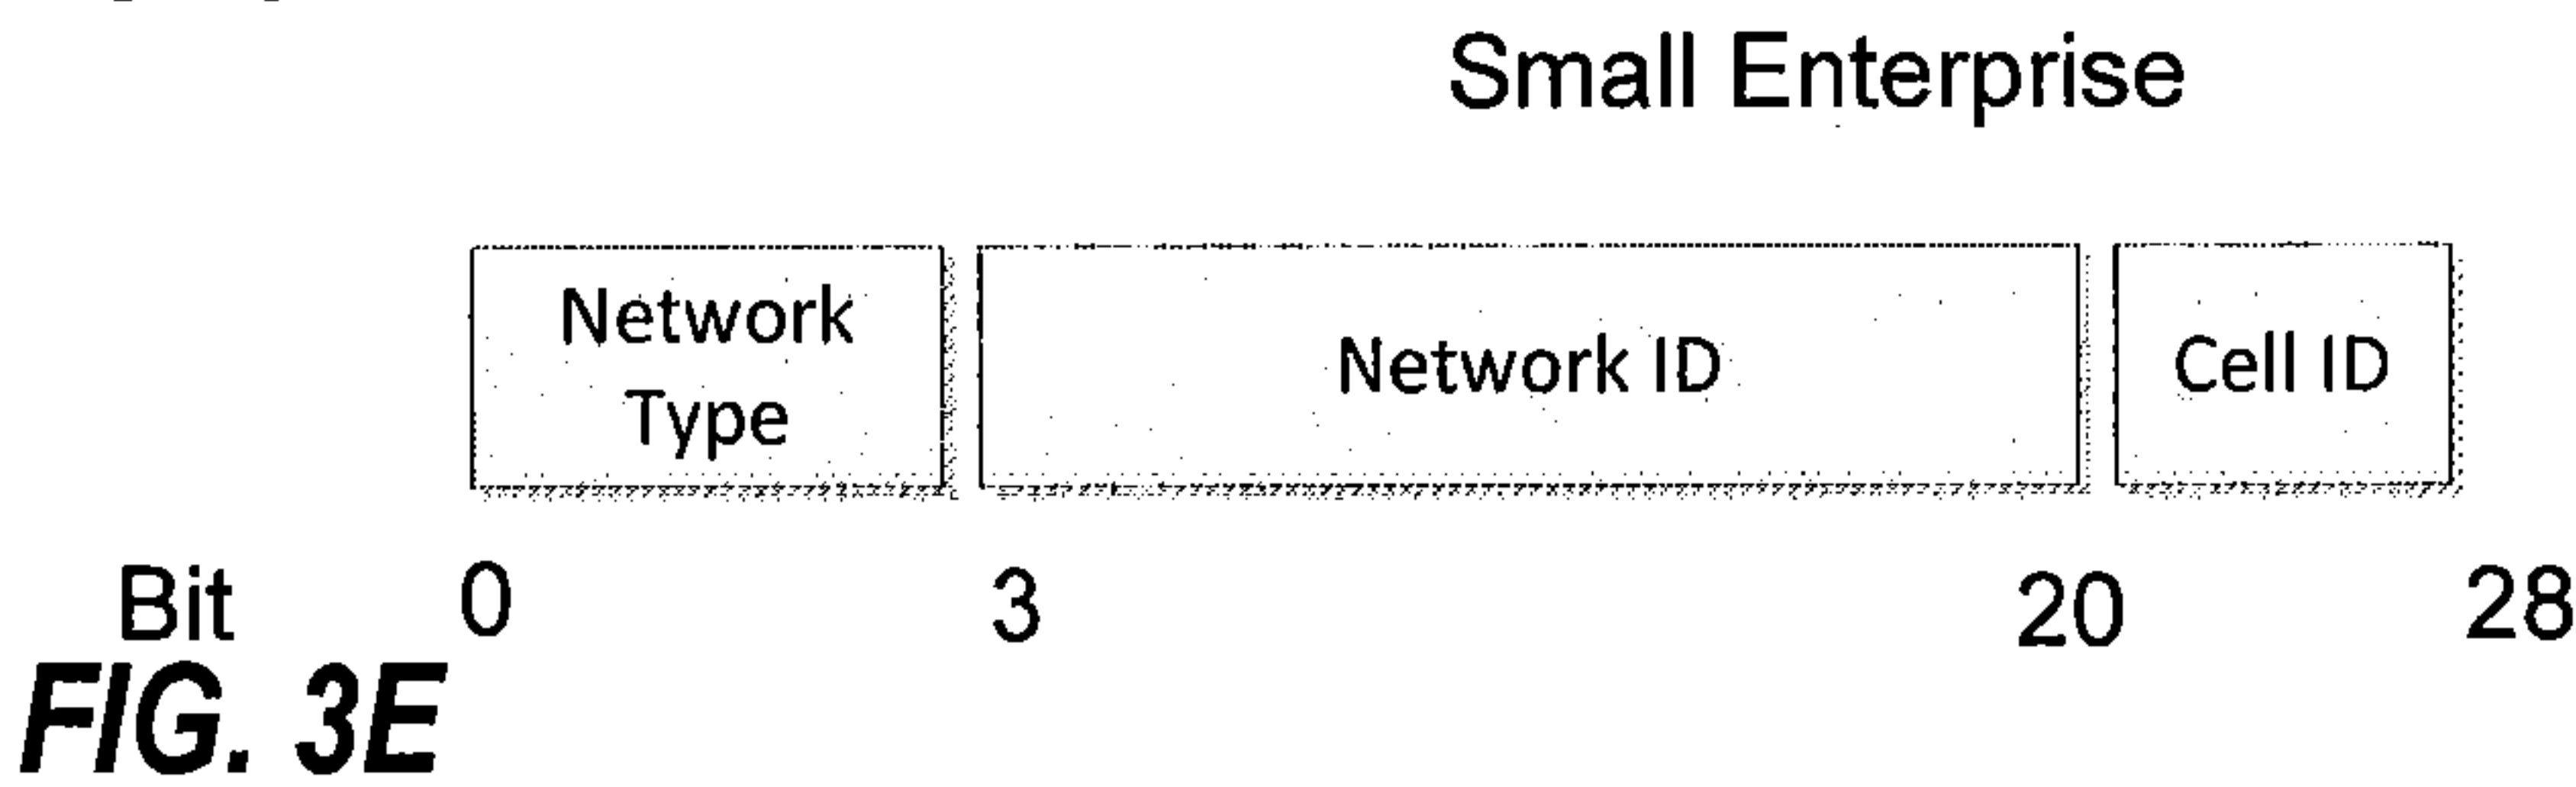 Small Enterprise
Network
Type
Network ID
Cell ID
Bit 0 3 20 28
FIG. 3E